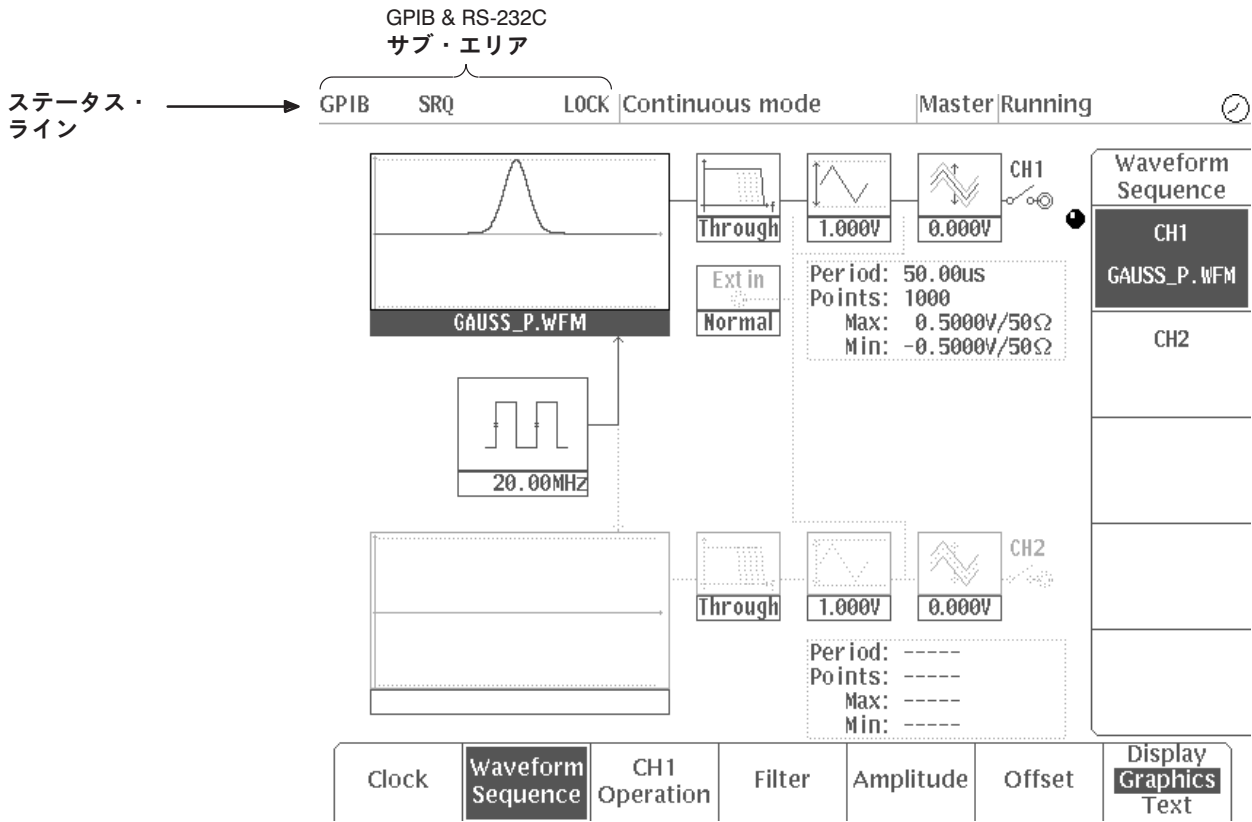 GPIB & RS-232C
サブ・エリア
ステータス・
ライン
GPIB SRQ LOCK Continuous mode Master Running
GAUSS_P.WFM
Through
1.000V
0.000V
CH1
Ext in
Normal
Period: 50.00us
Points: 1000
Max: 0.5000V/50Ω
Min: -0.5000V/50Ω
20.00MHz
Through
1.000V
0.000V
CH2
Period: -----
Points: -----
Max: -----
Min: -----
Waveform
Sequence
CH1
GAUSS_P.WFM
CH2
Clock
Waveform
Sequence
CH1
Operation
Filter
Amplitude
Offset
Display
Graphics
Text
f
f